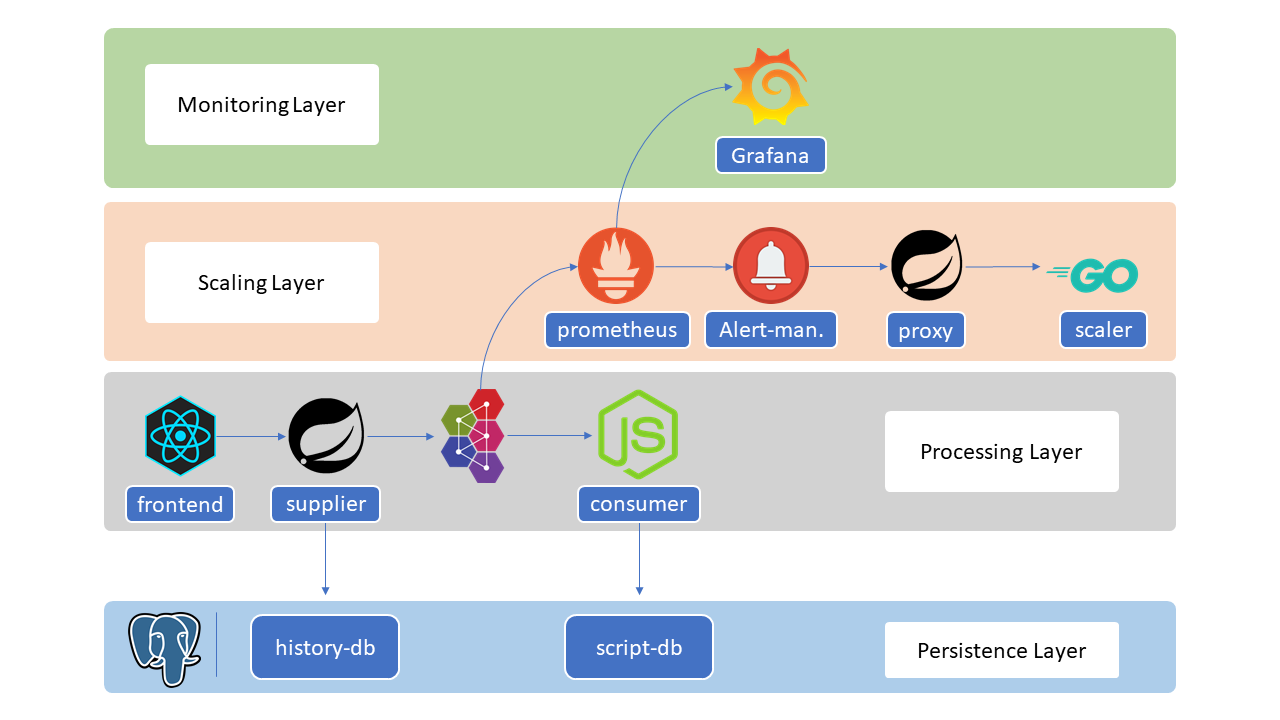 Monitoring Layer
Grafana
Scaling Layer
prometheus
Alert-man.
proxy
GO
scaler
JS
Processing Layer
frontend
supplier
consumer
history-db
script-db
Persistence Layer